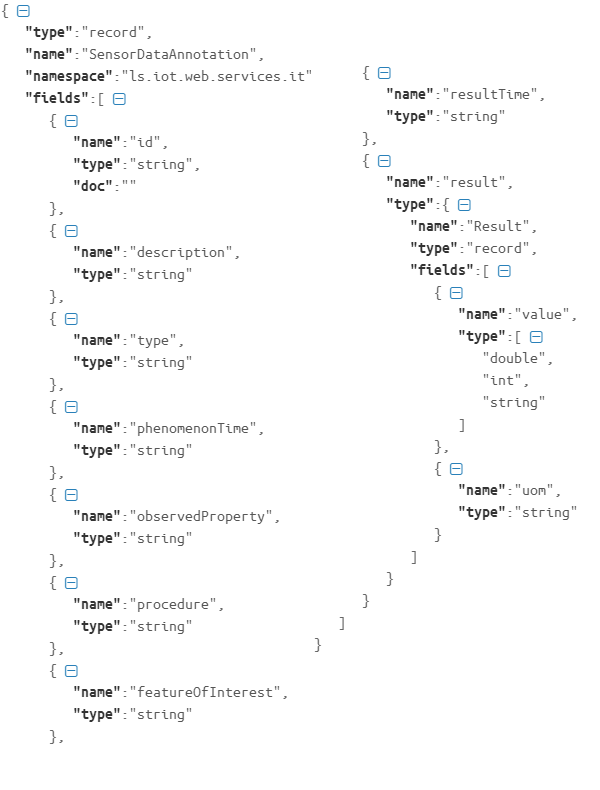 {
"type":"record",
"name":"SensorDataAnnotation",
"namespace":"ls.iot.web.services.it"
"fields":[
{
"name":"id",
"type":"string",
"doc":""
},
{
"name":"description",
"type":"string"
},
{
"name":"type",
"type":"string"
},
{
"name":"phenomenonTime",
"type":"string"
},
{
"name":"observedProperty",
"type":"string"
},
{
"name":"procedure",
"type":"string"
},
{
"name":"featureOfInterest",
"type":"string"
},
{
"name":"resultTime",
"type":"string"
},
{
"name":"result",
"type":{
"name":"Result",
"type":"record",
"fields":[
{
"name":"value",
"type":[
"double",
"int",
"string"
]
},
{
"name":"uom",
"type":"string"
}
]
}
}
]
}